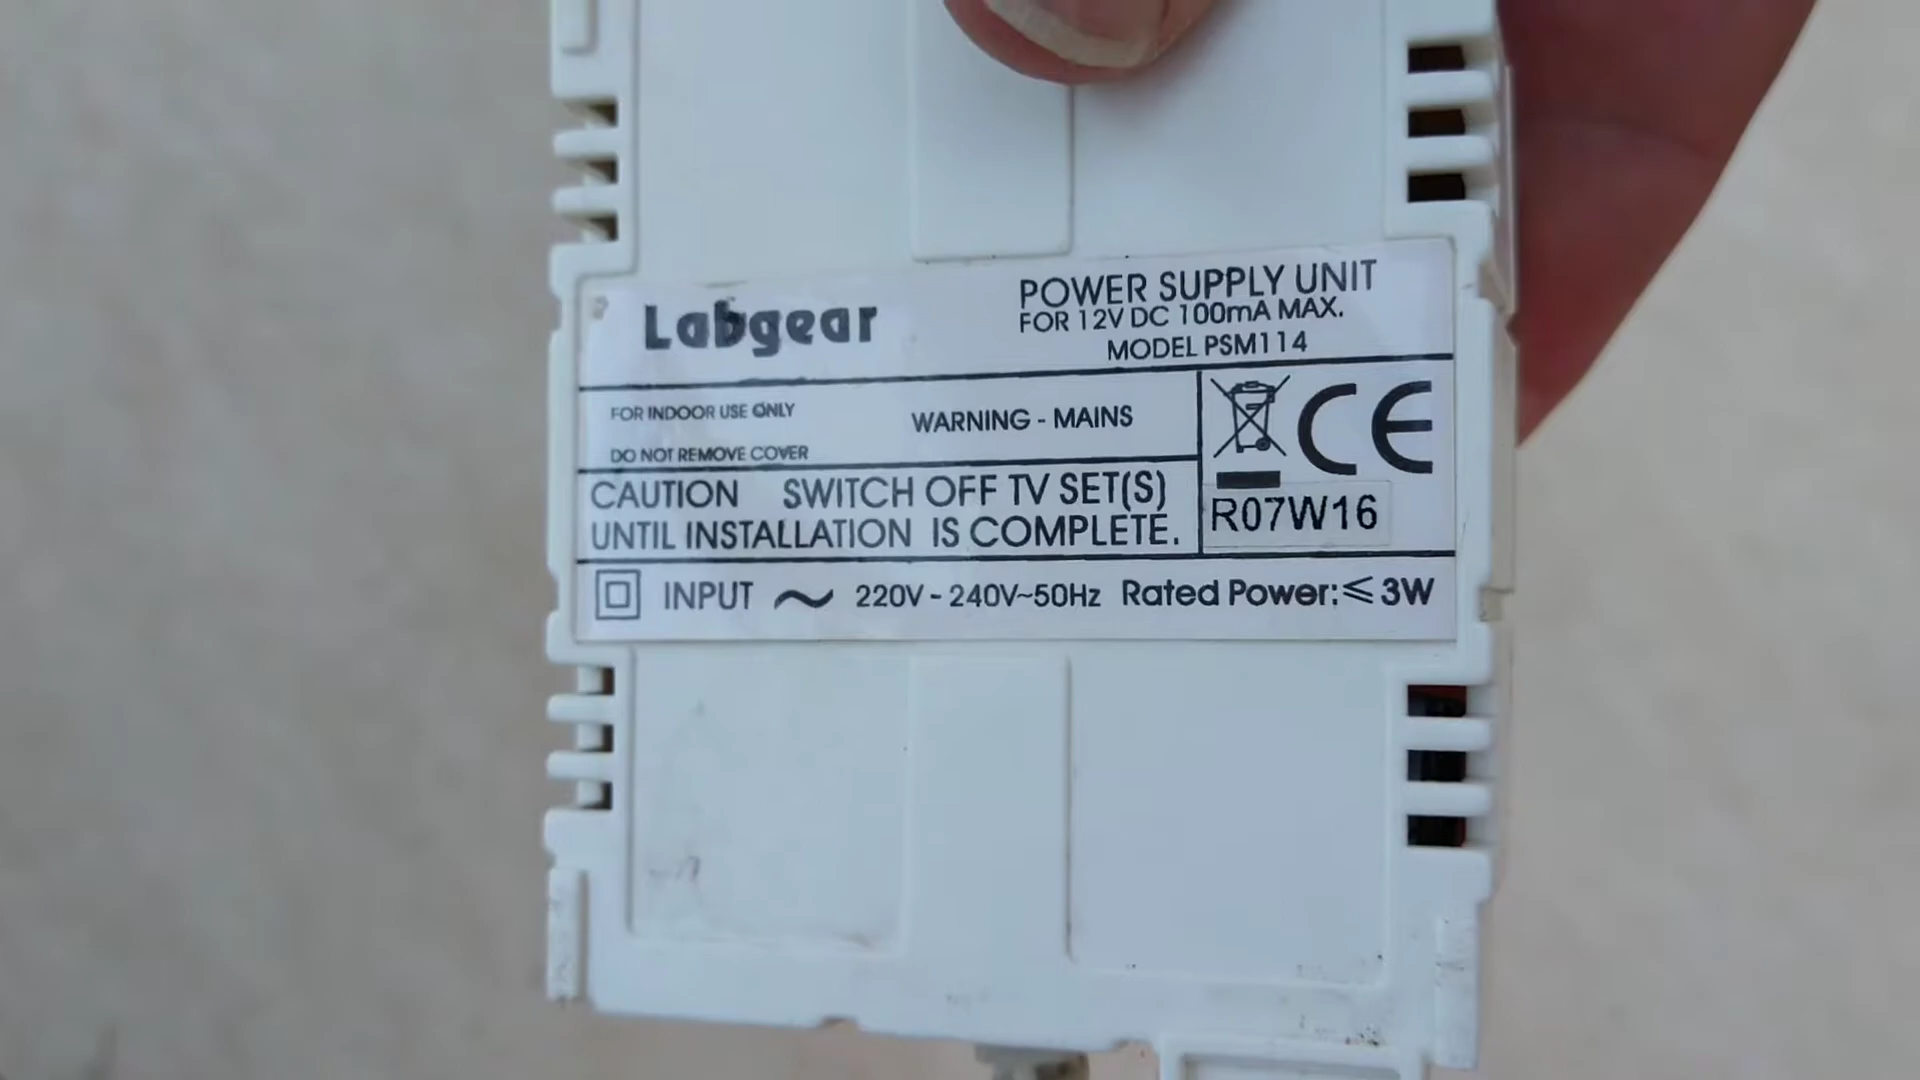 Labgear
POWER SUPPLY UNIT
FOR 12V DC 100mA MAX.
MODEL PSM114
FOR INDOOR USE ONLY
DO NOT REMOVE COVER
WARNING - MAINS
CE
CAUTION SWITCH OFF TV SET(S)
UNTIL INSTALLATION IS COMPLETE.
R07W16
INPUT ~ 220V - 240V~50Hz Rated Power:⩽3W